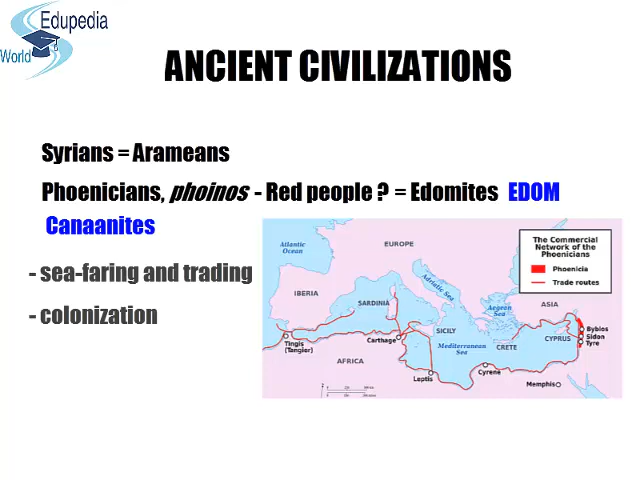 Edupedia
World
ANCIENT CIVILIZATIONS
Syrians = Arameans
Phoenicians, phoinos - Red people ? = Edomites EDOM
Canaanites
- sea-faring and trading
- colonization
The Commercial
Network of the
Phoenicians
Phoenicia
Trade routes
Atlantic
Ocean
EUROPE
IBERIA
SARDINIA
Adriatic Sea
Aegean
Sea
ASIA
Tingis
(Tangier)
Carthage
SICILY
Mediterranean
Sea
CRETE
CYPRUS
Byblos
Sidon
Tyre
AFRICA
Leptis
Cyrene
Memphis